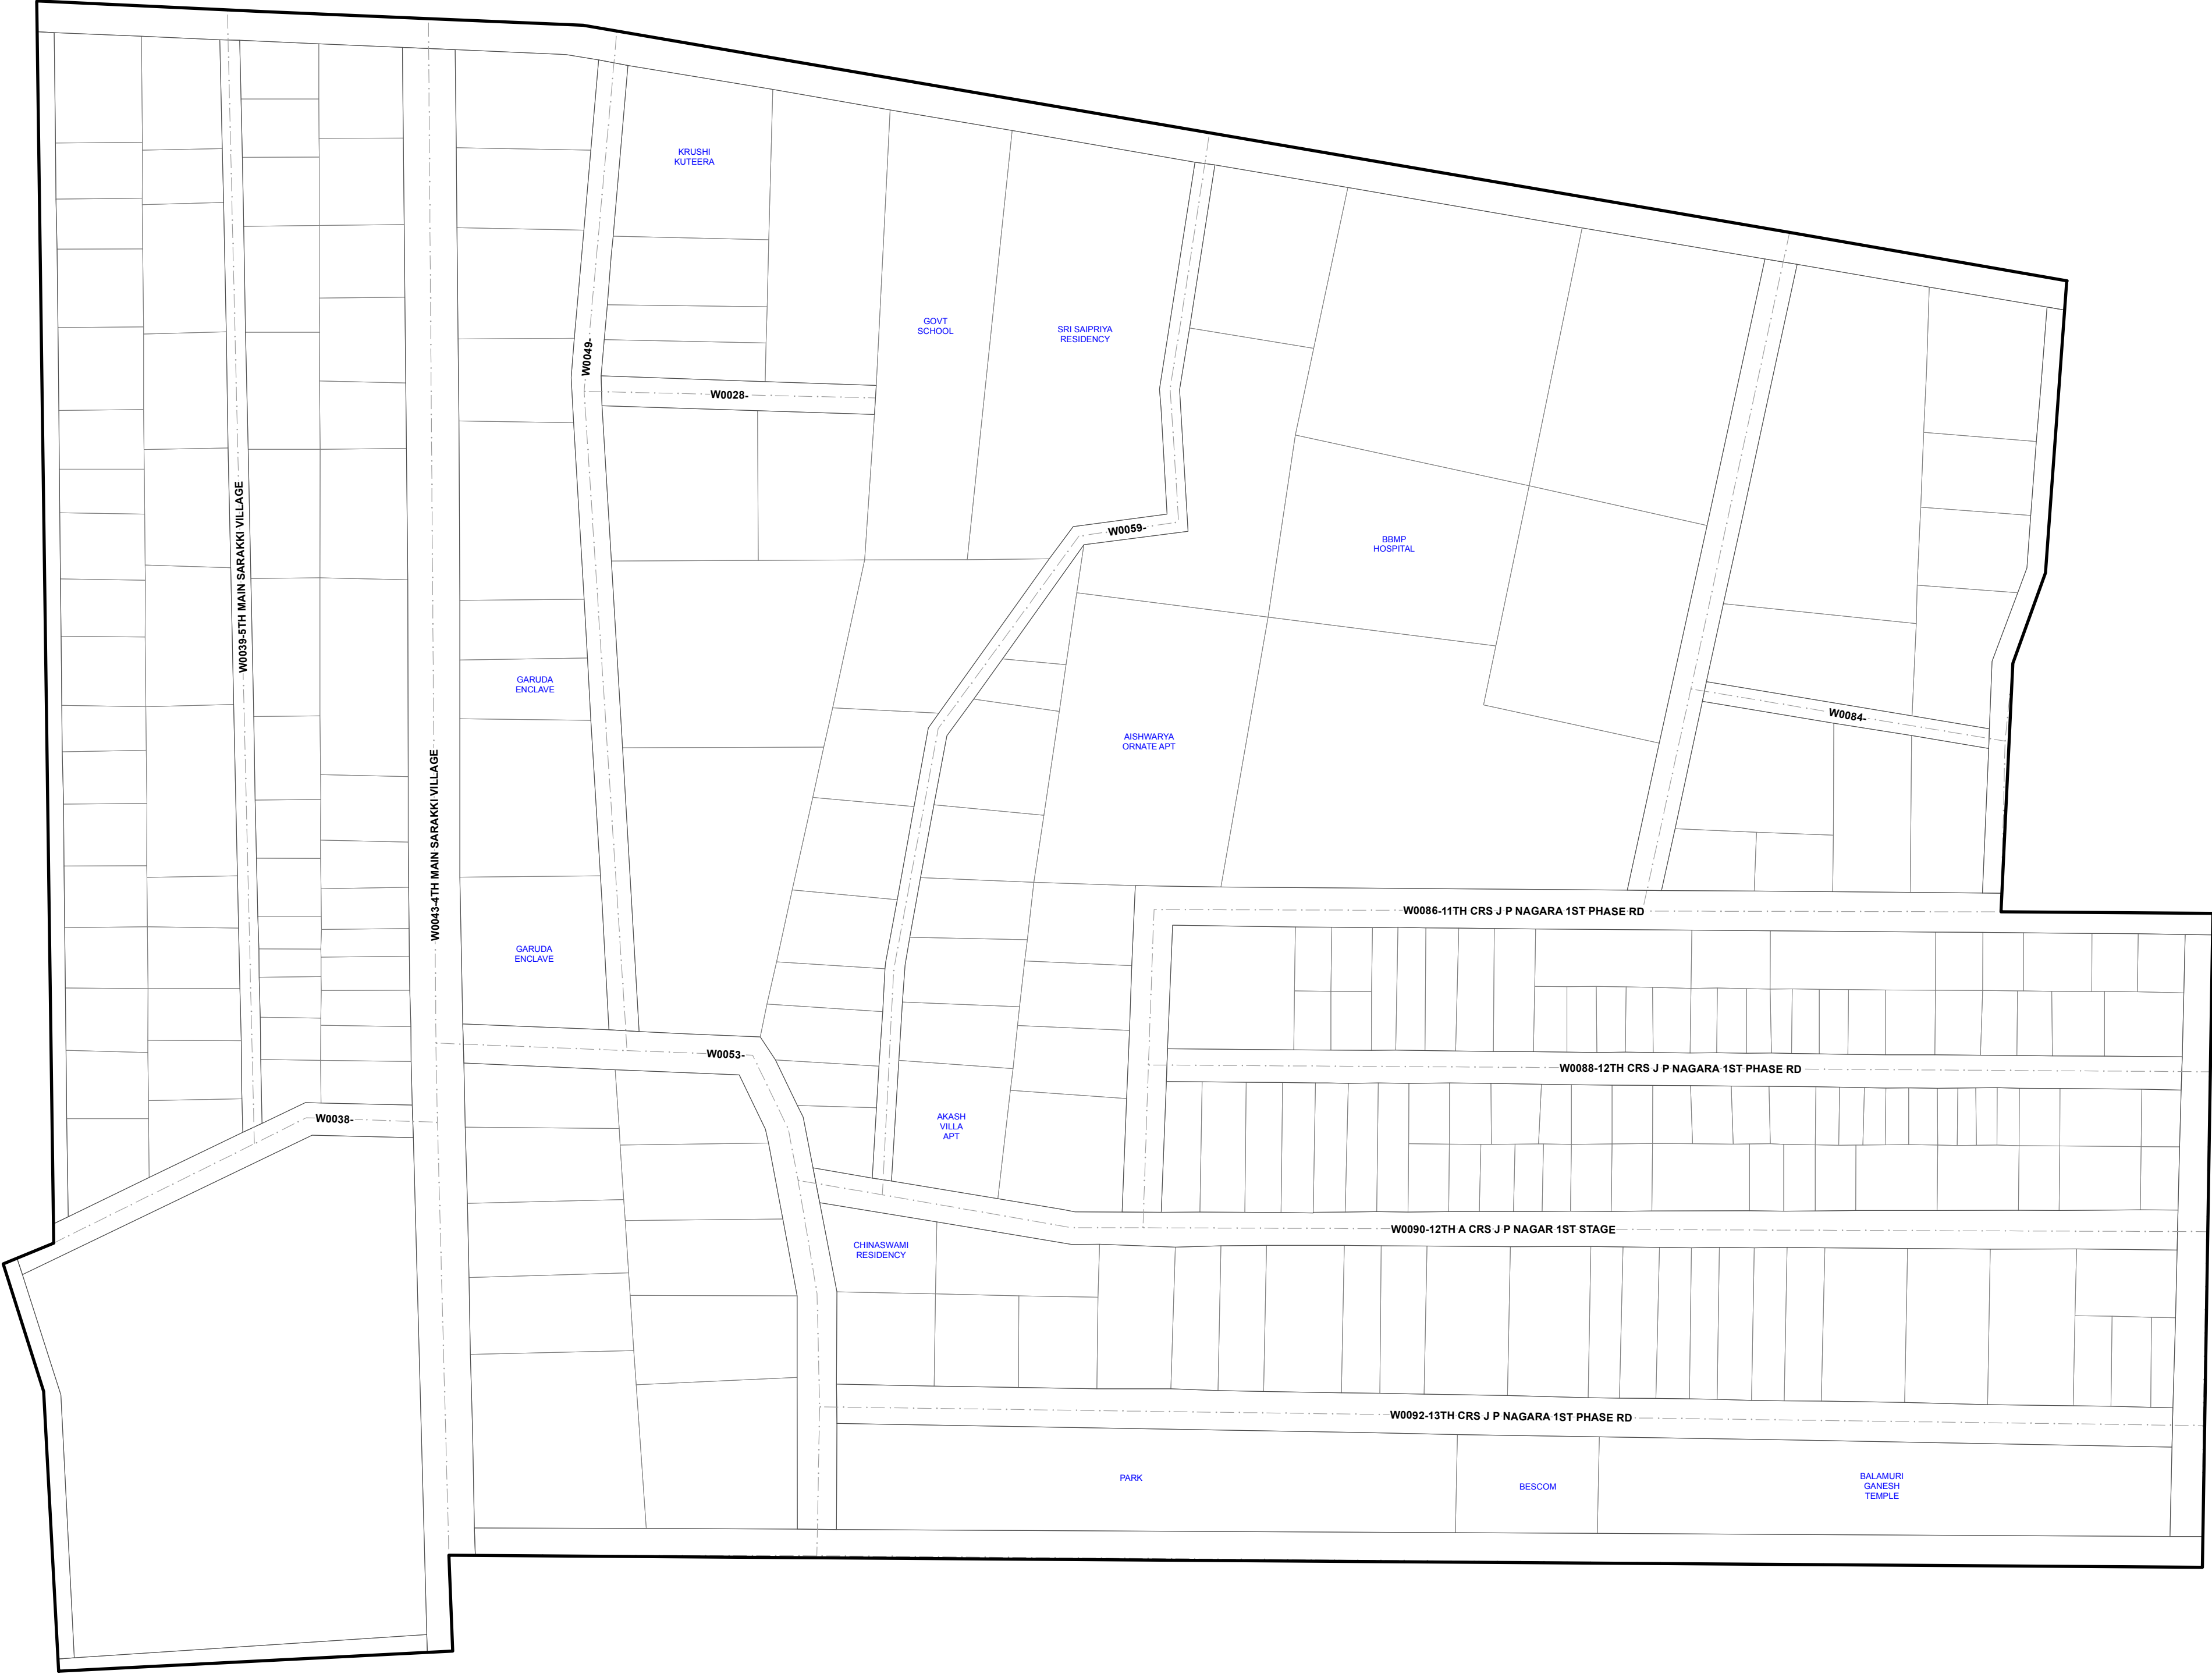 KRUSHI
KUTEERA
GOVT
SCHOOL
SRI SAIPRIYA
RESIDENCY
W0049-
W0028-
W0059-
BBMP
HOSPITAL
W0039-5TH MAIN SARAKKI VILLAGE
GARUDA
ENCLAVE
W0084-
AISHWARYA
ORNATE APT
W0043-4TH MAIN SARAKKI VILLAGE
W0086-11TH CRS J P NAGARA 1ST PHASE RD
GARUDA
ENCLAVE
W0053-
W0088-12TH CRS J P NAGARA 1ST PHASE RD
W0038-
AKASH
VILLA
APT
W0090-12TH A CRS J P NAGAR 1ST STAGE
CHINASWAMI
RESIDENCY
W0092-13TH CRS J P NAGARA 1ST PHASE RD
PARK
BESCOM
BALAMURI
GANESH
TEMPLE